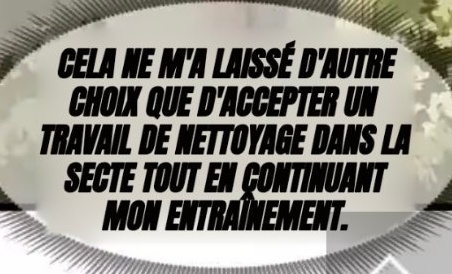 CELA NE M'A LAISSÉ D'AUTRE
CHOIX QUE D'ACCEPTER UN
TRAVAIL DE NETTOYAGE DANS LA
SECTE TOUT EN CONTINUANT
MON ENTRAÎNEMENT.